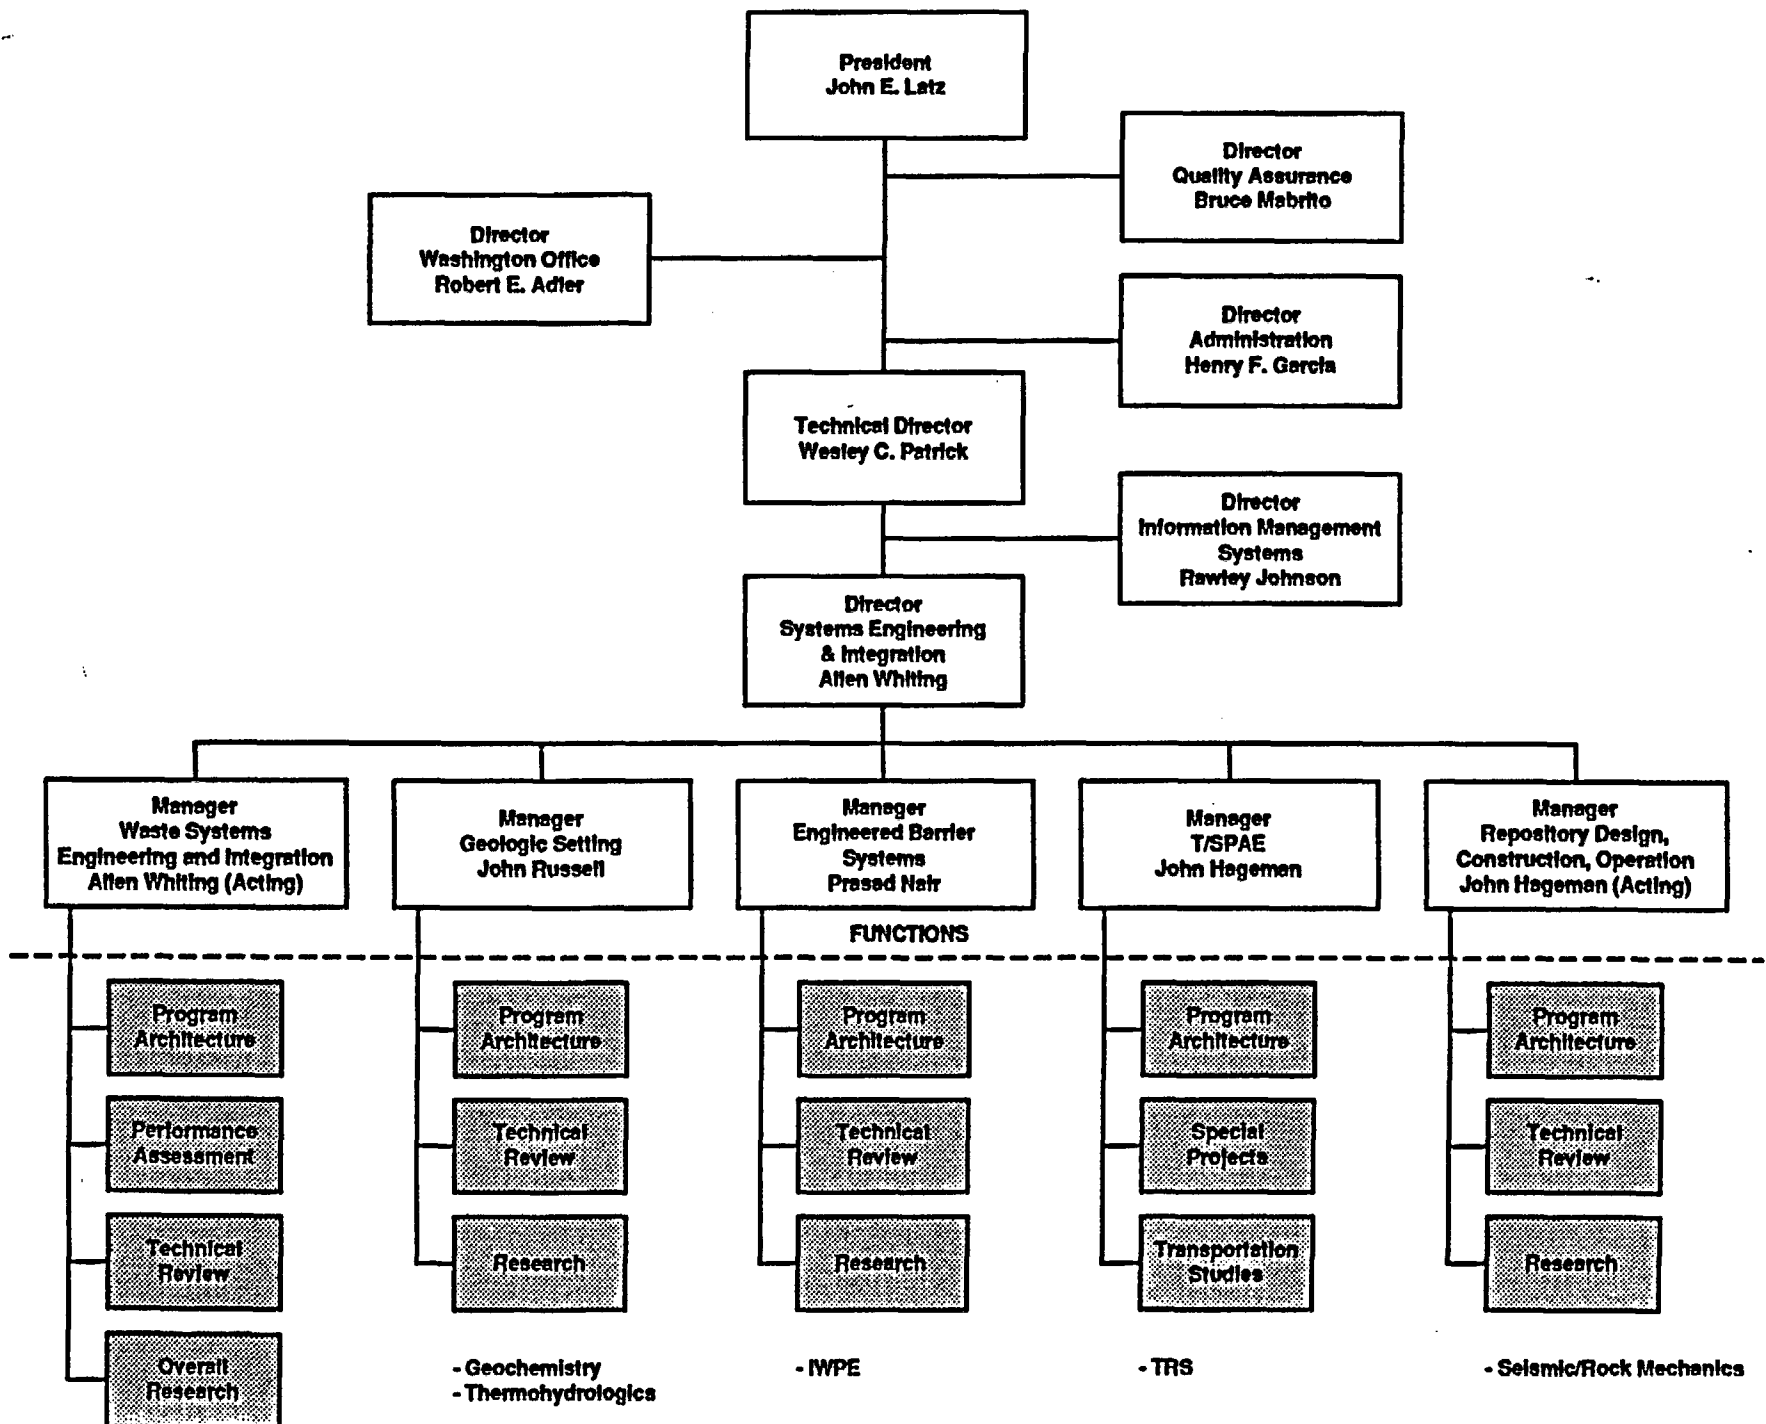 President
John E. Latz
Director
Quality Assurance
Bruce Mabrito
Director
Washington Office
Robert E. Adler
Director
Administration
Henry F. Garcia
Technical Director
Wesley C. Patrick
Director
Information Management
Systems
Rawley Johnson
Director
Systems Engineering
& Integration
Allen Whiting
Manager
Waste Systems
Engineering and Integration
Allen Whiting (Acting)
Manager
Geologic Setting
John Russell
Manager
Engineered Barrier
Systems
Prasad Nair
Manager
T/SPAE
John Hageman
Manager
Repository Design,
Construction, Operation
John Hageman (Acting)
FUNCTIONS
Program
Architecture
Performance
Assessment
Technical
Review
Overall
Research
Program
Architecture
Technical
Review
Research
- Geochemistry
- Thermohydrologics
Program
Architecture
Technical
Review
Research
- IWPE
Program
Architecture
Special
Projects
Transportation
Studies
- TRS
Program
Architecture
Technical
Review
Research
- Seismic/Rock Mechanics